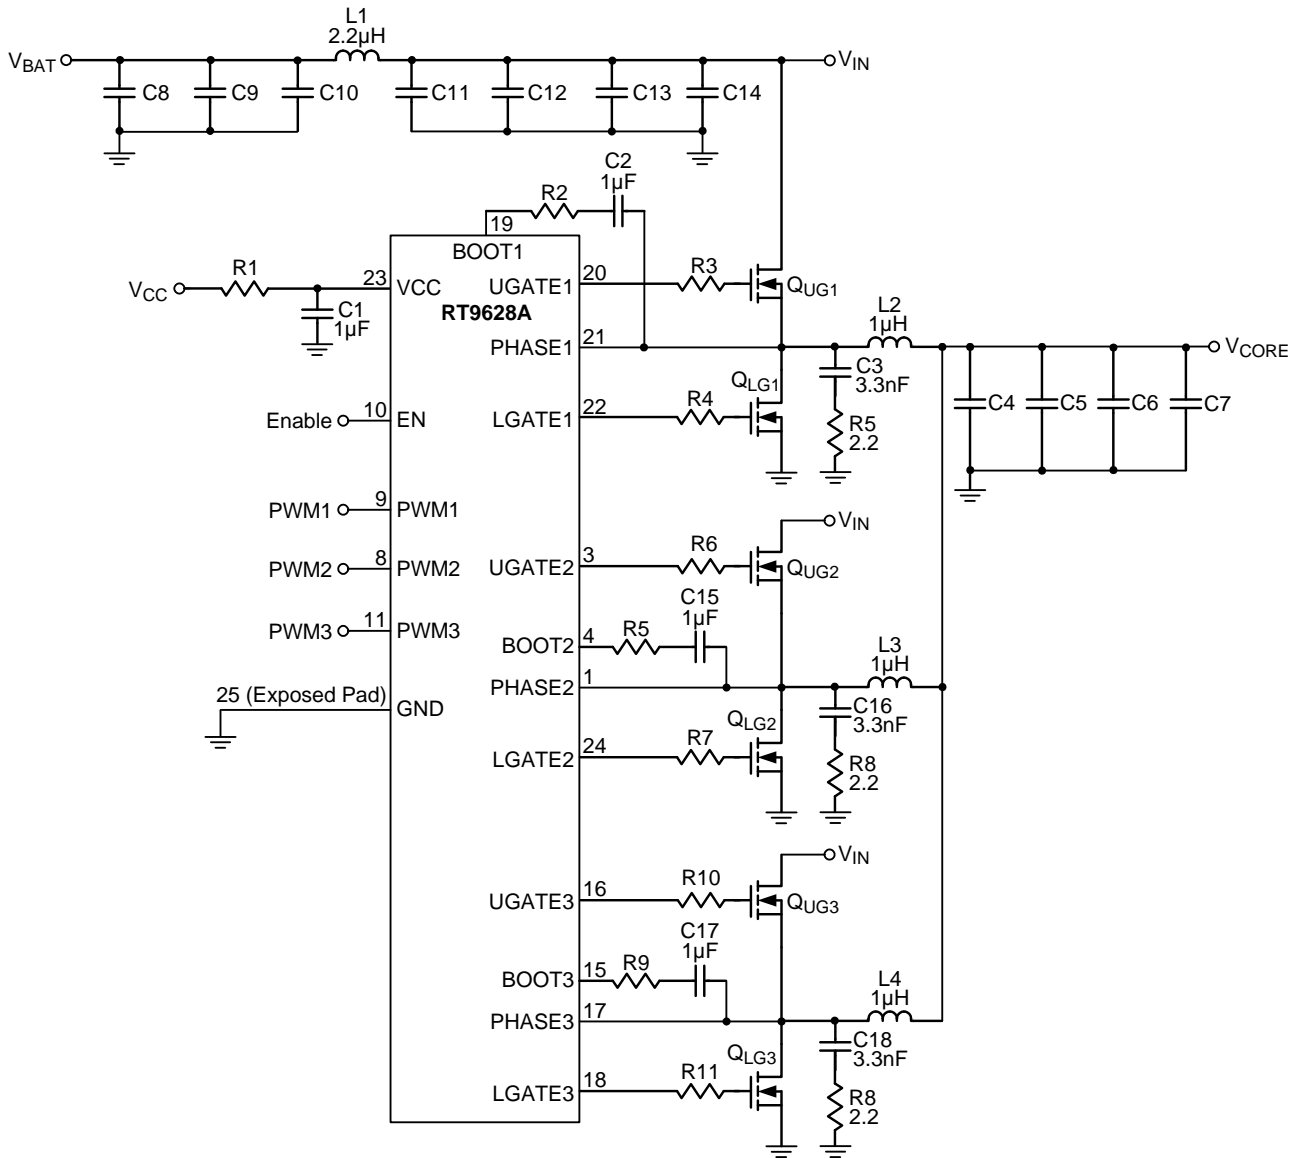 L1
2.2µH
VBAT
VIN
C8
C9
C10
C11
C12
C13
C14
C2
1µF
R2
19
BOOT1
VCC
R1
C1
1µF
23
VCC
RT9628A
UGATE1
20
R3
QUG1
PHASE1
21
L2
1µH
VCORE
C3
3.3nF
R5
2.2
C4
C5
C6
C7
QLG1
LGATE1
22
R4
Enable
10
EN
PWM1
9
PWM1
PWM2
8
PWM2
PWM3
11
PWM3
25 (Exposed Pad)
GND
VIN
UGATE2
3
R6
QUG2
C15
1µF
BOOT2
4
R5
PHASE2
1
L3
1µH
C16
3.3nF
R8
2.2
QLG2
LGATE2
24
R7
VIN
UGATE3
16
R10
QUG3
C17
1µF
BOOT3
15
R9
PHASE3
17
L4
1µH
C18
3.3nF
R8
2.2
QLG3
LGATE3
18
R11